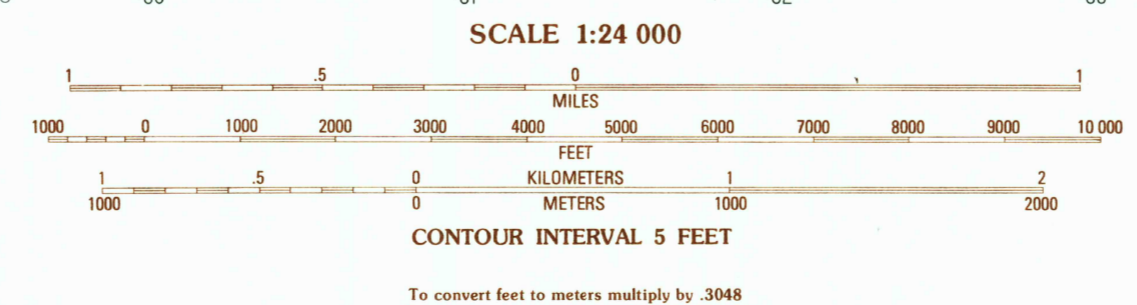 SCALE 1:24 000
1 .5 0 1
MILES
1000 0 1000 2000 3000 4000 5000 6000 7000 8000 9000 10 000
FEET
1 .5 0 KILOMETERS 1 2
1000 0 METERS 1000 2000
CONTOUR INTERVAL 5 FEET
To convert feet to meters multiply by .3048